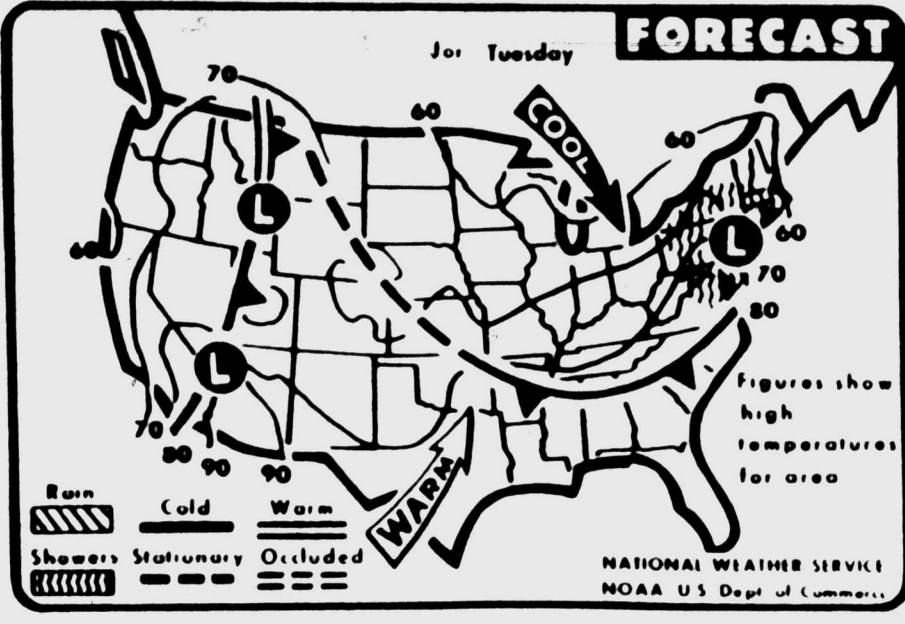 FORECAST
for Tuesday
70
60
COOL
60
L
L
60
60
70
80
L
70
80
90
90
WARM
Figures show
high
temperatures
for area
Rain
Cold
Warm
Showers
Stationary
Occluded
NATIONAL WEATHER SERVICE
NOAA U S Dept of Commerce